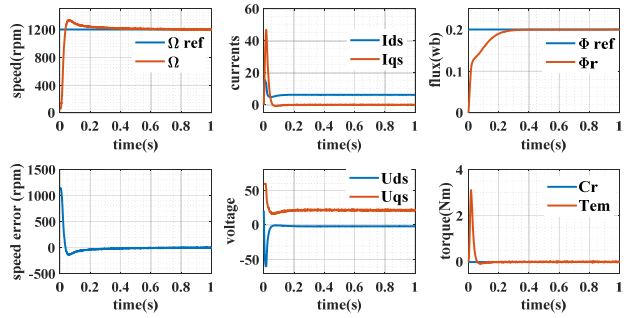 speed(rpm)
1200
900
600
300
0
Ω ref
Ω
0 0.2 0.4 0.6 0.8 1
time(s)
currents
60
40
20
0
Ids
Iqs
0 0.2 0.4 0.6 0.8 1
time(s)
flux(wb)
0.2
0.1
0
Φ ref
Φr
0 0.2 0.4 0.6 0.8 1
time(s)
speed error (rpm)
1500
1000
500
0
-500
0 0.2 0.4 0.6 0.8 1
time(s)
voltage
50
0
-50
Uds
Uqs
0 0.2 0.4 0.6 0.8 1
time(s)
torque(Nm)
4
2
0
Cr
Tem
0 0.2 0.4 0.6 0.8 1
time(s)